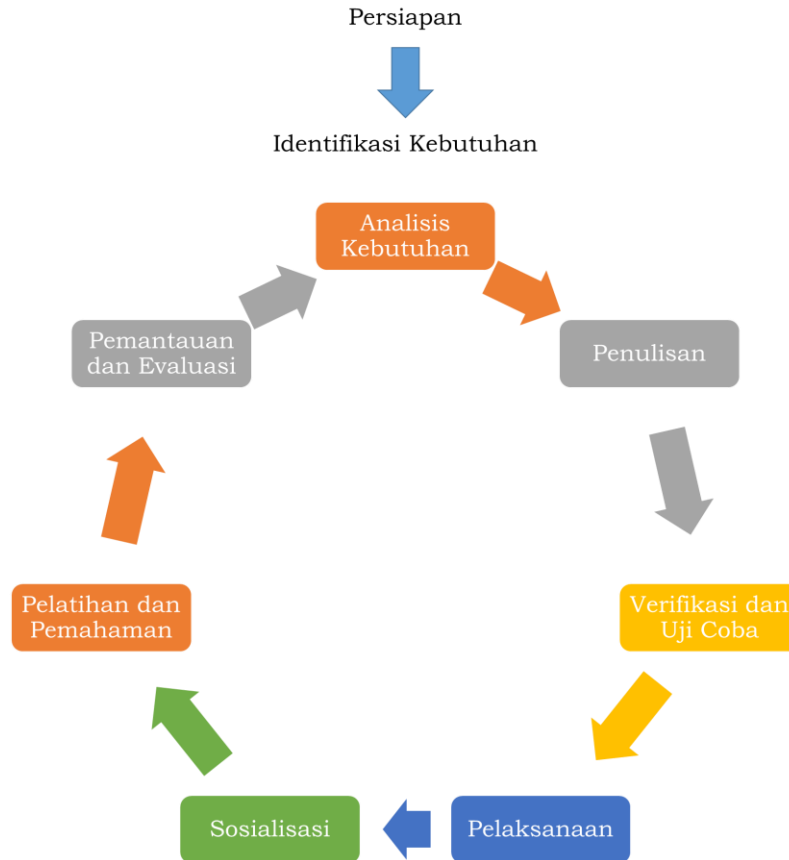 Persiapan
Identifikasi Kebutuhan
Analisis
Kebutuhan
Penulisan
Verifikasi dan
Uji Coba
Pelaksanaan
Sosialisasi
Pelatihan dan
Pemahaman
Pemantauan
dan Evaluasi